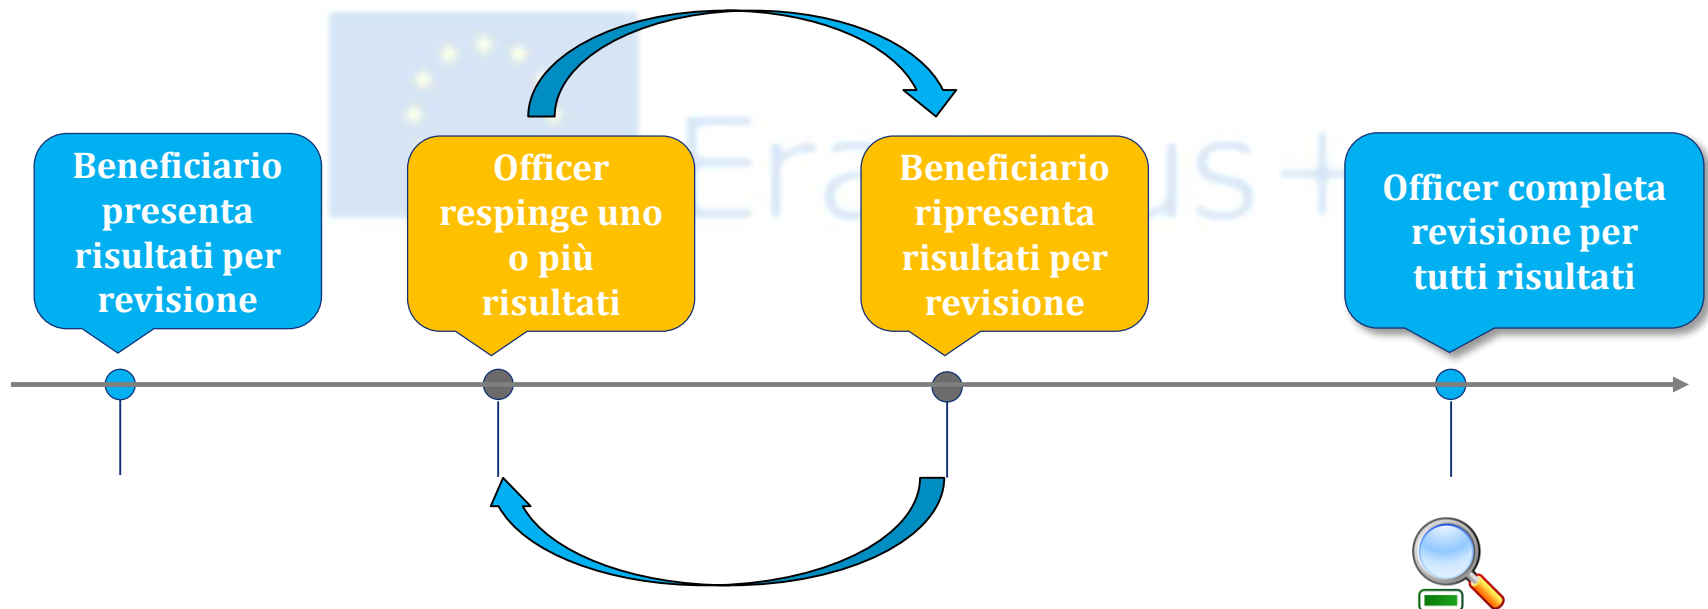 Beneficiario
presenta
risultati per
revisione
Officer
respinge uno
o più
risultati
Beneficiario
ripresenta
risultati per
revisione
Officer completa
revisione per
tutti risultati